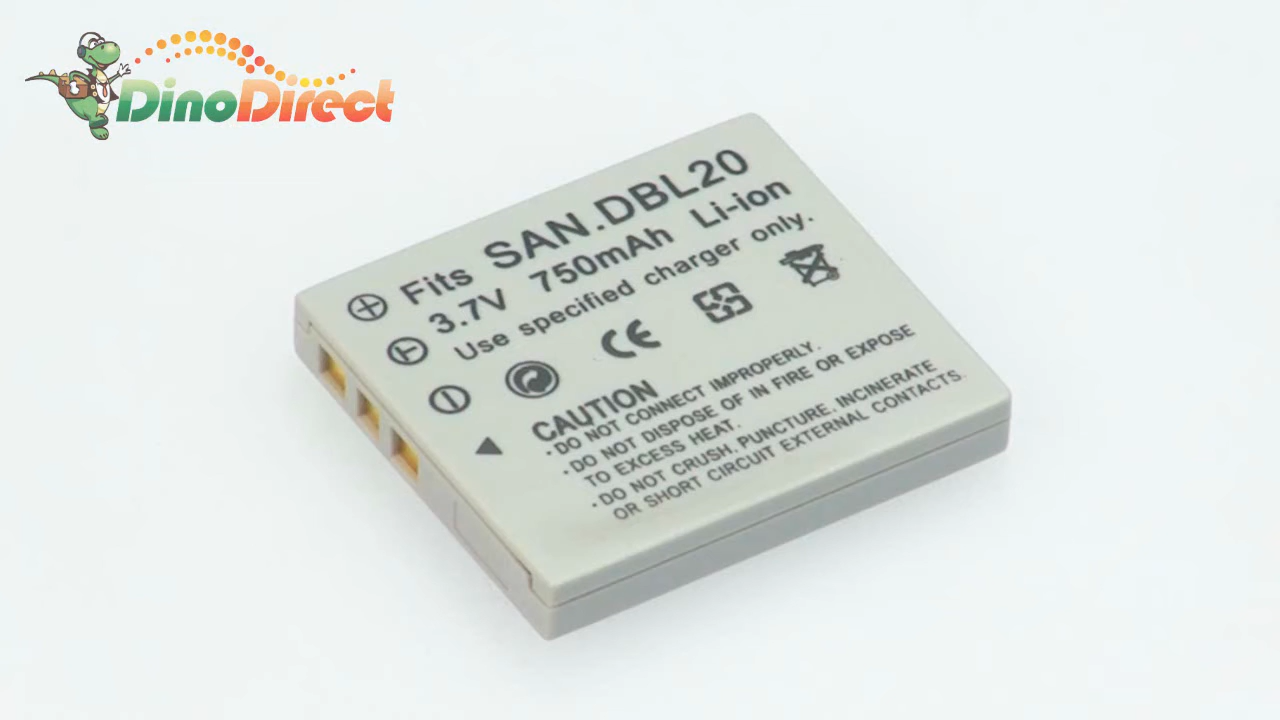 DinoDirect
Fits SAN.DBL20
3.7V 750mAh Li-ion
Use specified charger only.
CE
CAUTION
·DO NOT CONNECT IMPROPERLY.
·DO NOT DISPOSE OF IN FIRE OR EXPOSE
TO EXCESS HEAT.
·DO NOT CRUSH. PUNCTURE. INCINERATE
OR SHORT CIRCUIT EXTERNAL CONTACTS.